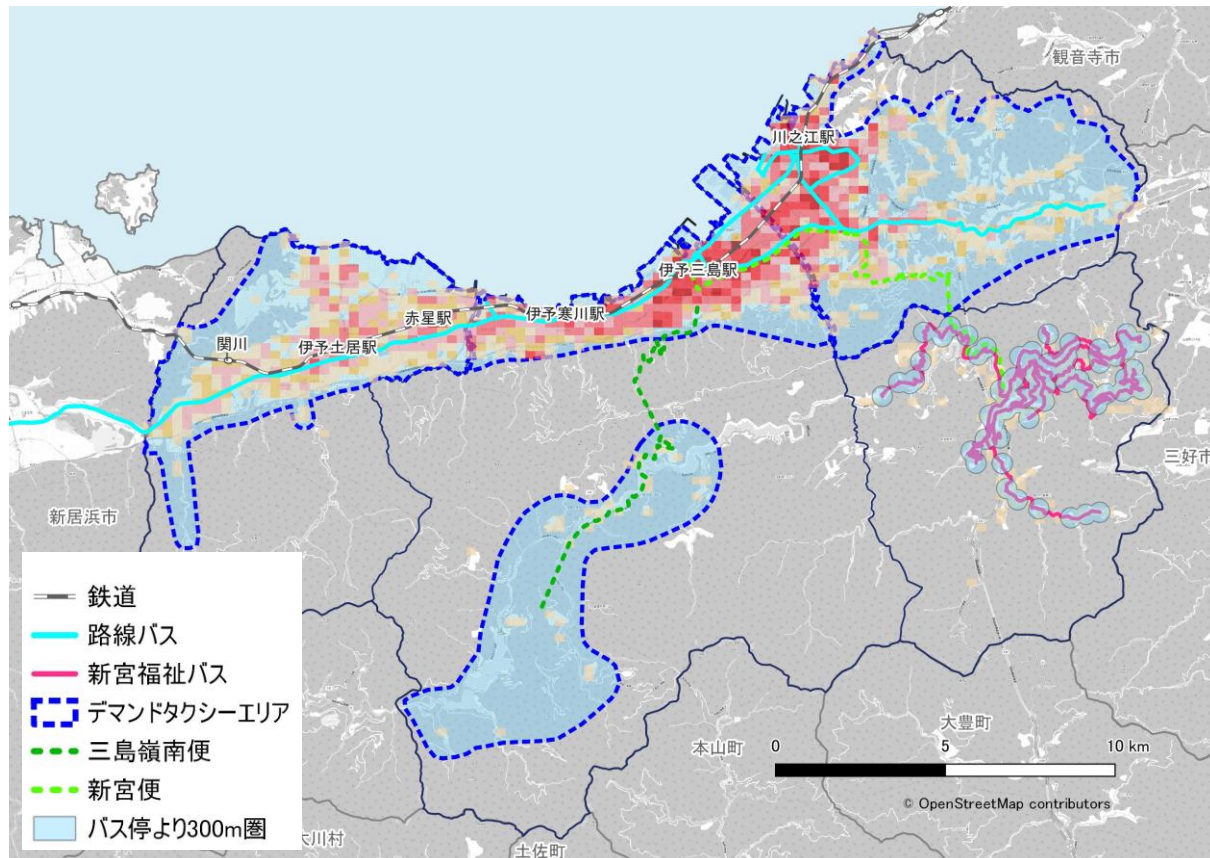 観音寺市
川之江駅
伊予三島駅
伊予寒川駅
赤星駅
伊予土居駅
関川
三好市
新居浜市
鉄道
路線バス
新宮福祉バス
デマンドタクシーエリア
三島嶺南便
新宮便
バス停より300m圏
大豊町
本山町
0 5 10 km
© OpenStreetMap contributors
大川村
土佐町